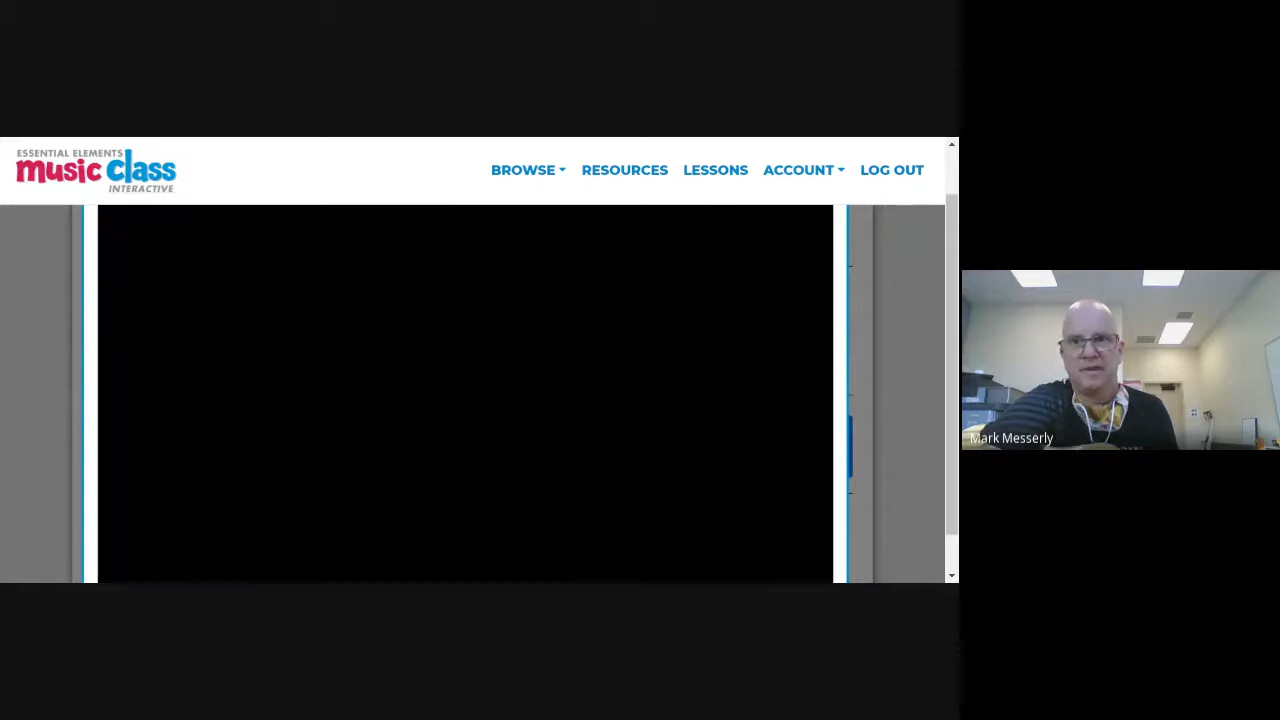 ESSENTIAL ELEMENTS
music class
INTERACTIVE
BROWSE RESOURCES LESSONS ACCOUNT LOG OUT
Mark Messerly